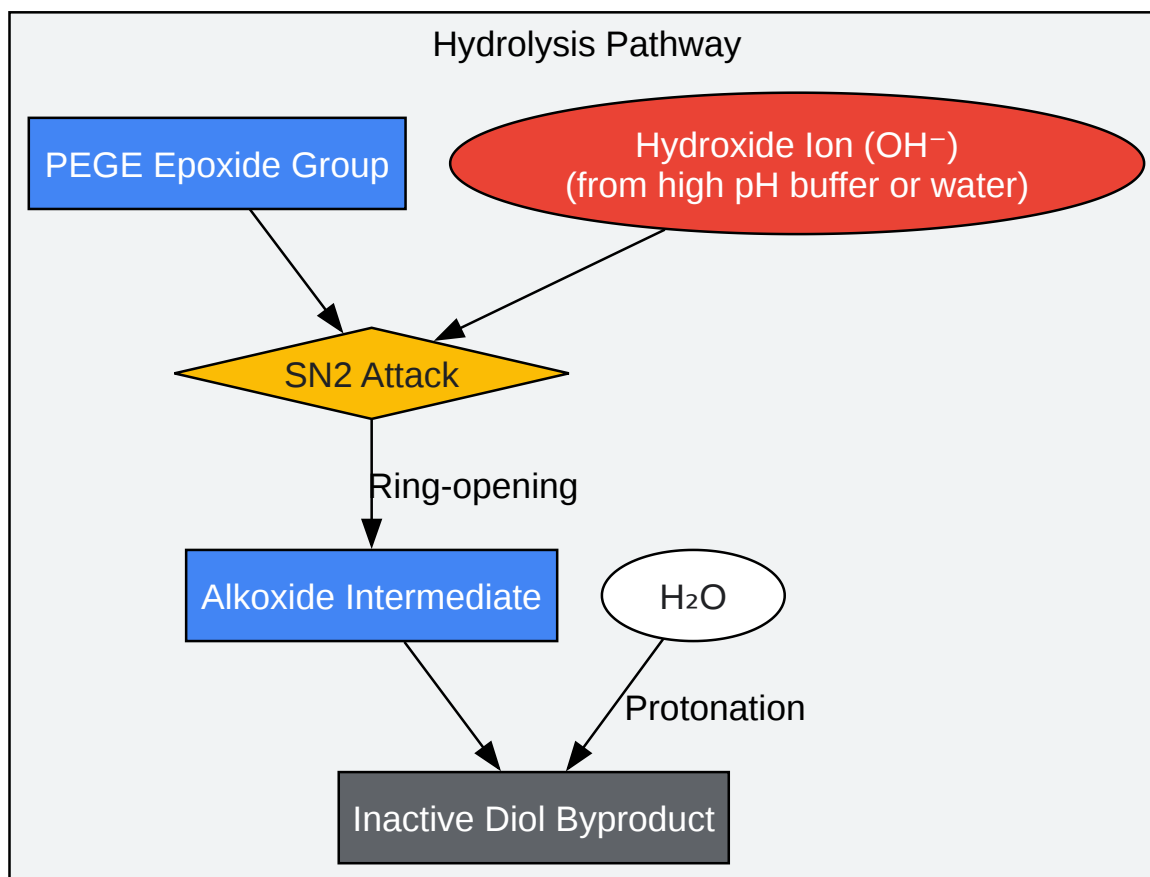 Hydrolysis Pathway
PEGE Epoxide Group
Hydroxide Ion (OH⁻)
(from high pH buffer or water)
SN2 Attack
Ring-opening
Alkoxide Intermediate
H₂O
Protonation
Inactive Diol Byproduct